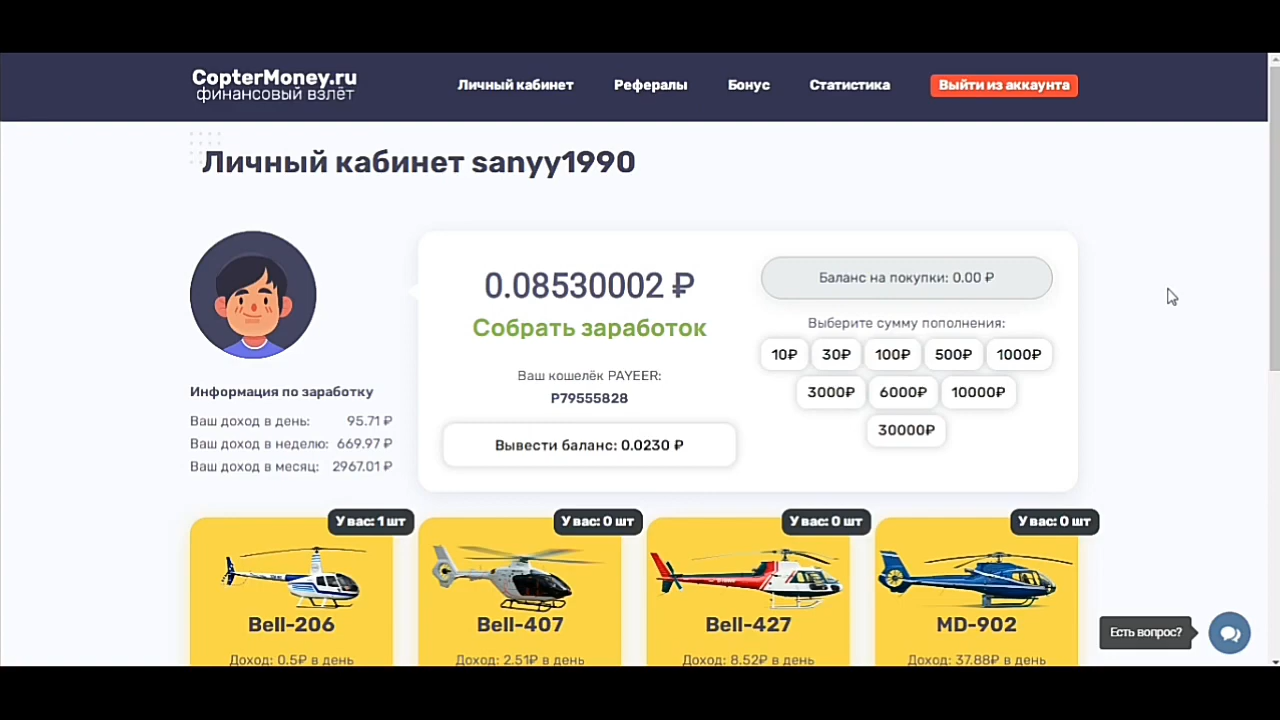 CopterMoney.ru
финансовый взлёт
Личный кабинет
Рефералы
Бонус
Статистика
Выйти из аккаунта
Личный кабинет sanyy1990
0.08530002 ₽
Собрать заработок
Ваш кошелёк PAYEER:
P79555828
Вывести баланс: 0.0230 ₽
Баланс на покупки: 0.00 ₽
Выберите сумму пополнения:
10₽ 30₽ 100₽ 500₽ 1000₽
3000₽ 6000₽ 10000₽
30000₽
Информация по заработку
Ваш доход в день: 95.71 ₽
Ваш доход в неделю: 669.97 ₽
Ваш доход в месяц: 2967.01 ₽
У вас: 1 шт
Bell-206
Доход: 0.5₽ в день
У вас: 0 шт
Bell-407
Доход: 2.51₽ в день
У вас: 0 шт
Bell-427
Доход: 8.52₽ в день
У вас: 0 шт
MD-902
Доход: 37.88₽ в день
Есть вопрос?